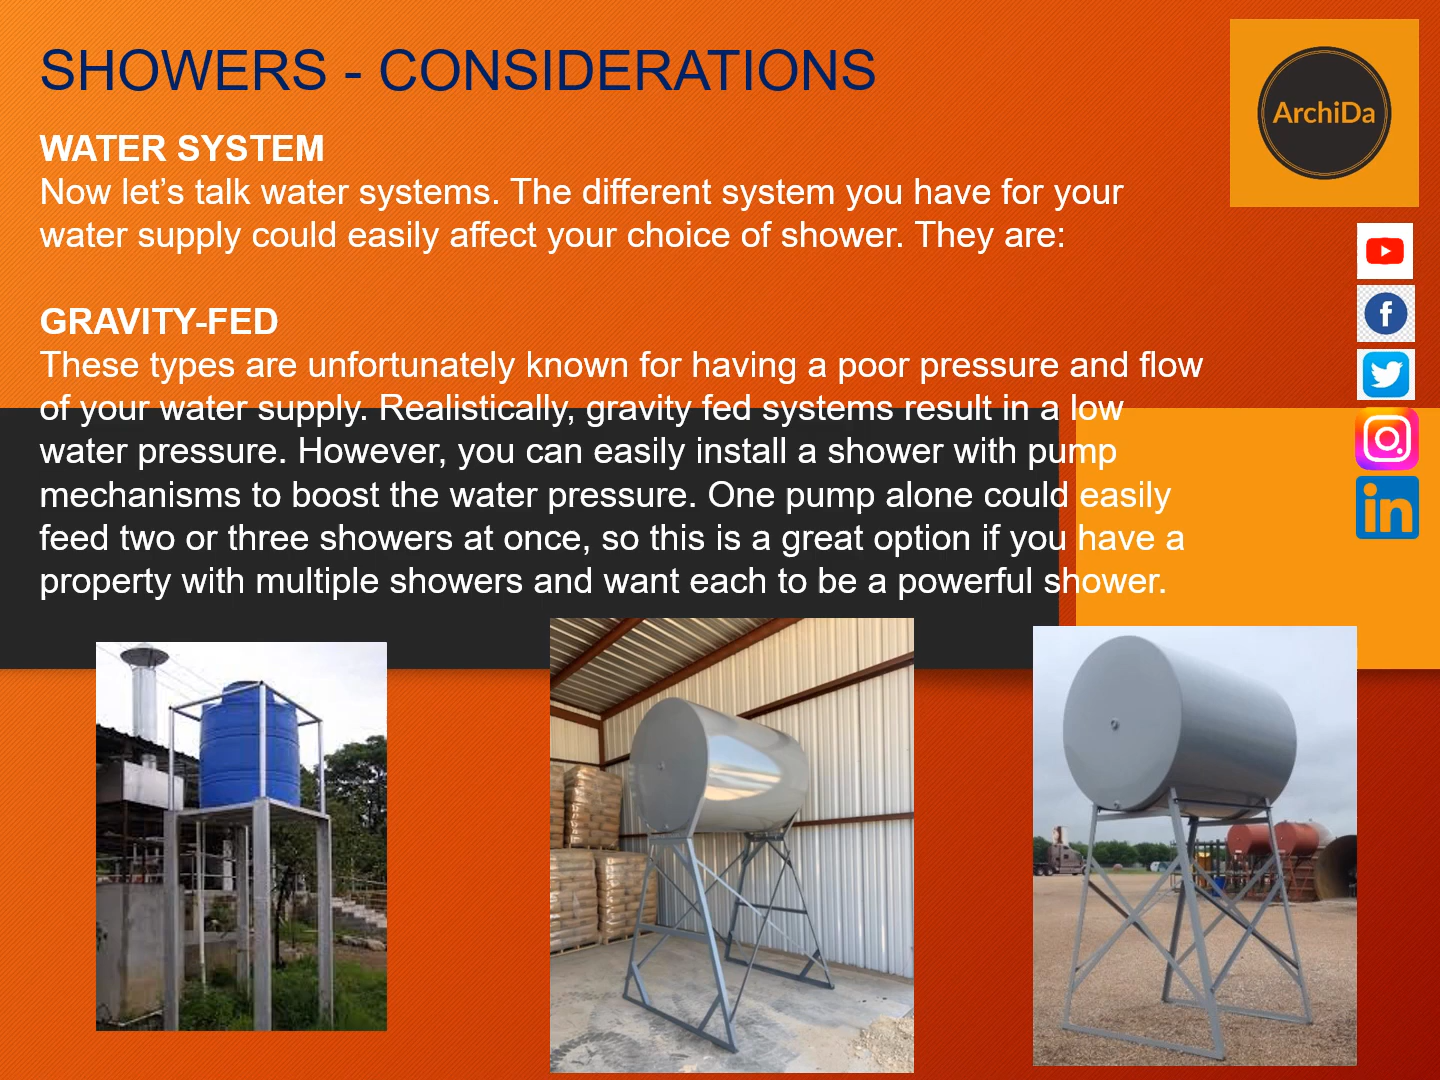 SHOWERS - CONSIDERATIONS
ArchiDa
WATER SYSTEM
Now let’s talk water systems. The different system you have for your
water supply could easily affect your choice of shower. They are:
GRAVITY-FED
These types are unfortunately known for having a poor pressure and flow
of your water supply. Realistically, gravity fed systems result in a low
water pressure. However, you can easily install a shower with pump
mechanisms to boost the water pressure. One pump alone could easily
feed two or three showers at once, so this is a great option if you have a
property with multiple showers and want each to be a powerful shower.
f
in